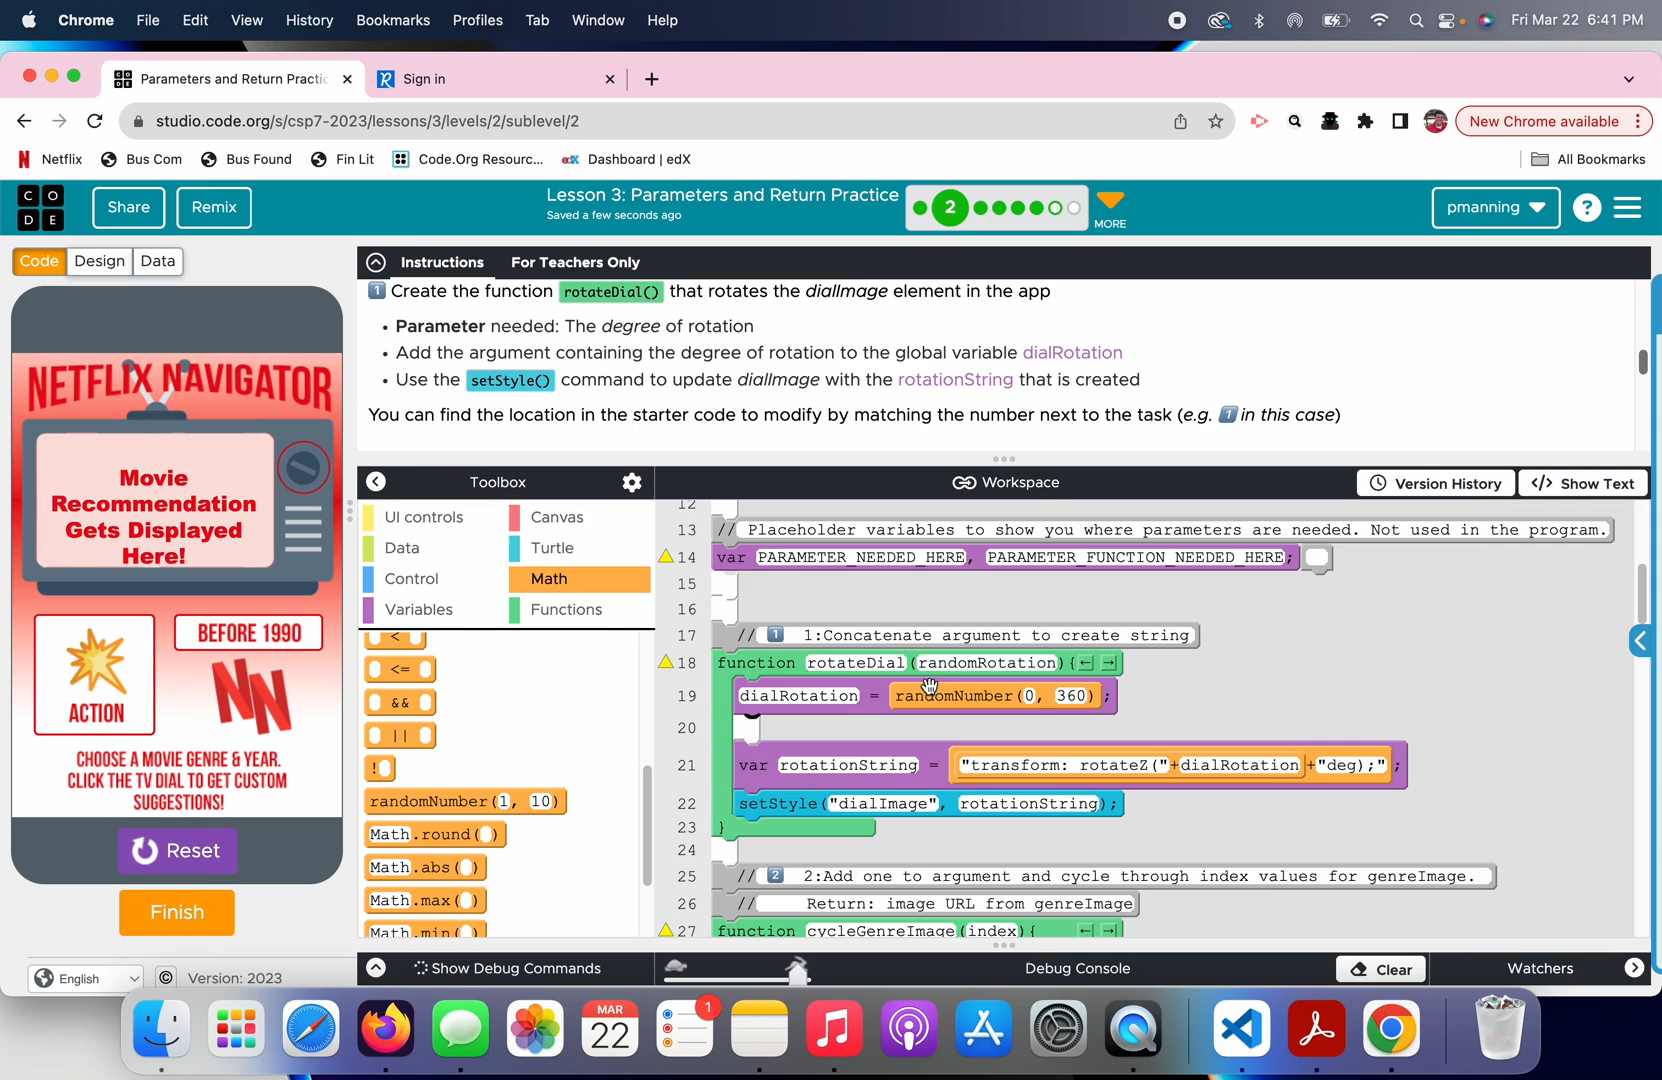 Chrome File Edit View History Bookmarks Profiles Tab Window Help Fri Mar 22 6:41 PM
Parameters and Return Practic Sign in
studio.code.org/s/csp7-2023/lessons/3/levels/2/sublevel/2 New Chrome available
Netflix Bus Com Bus Found Fin Lit Code.Org Resourc... edX Dashboard | edX All Bookmarks
CODE Share Remix Lesson 3: Parameters and Return Practice 2 MORE pmanning ?
Saved a few seconds ago
Code Design Data
Instructions For Teachers Only
1 Create the function rotateDial() that rotates the dialImage element in the app
• Parameter needed: The degree of rotation
• Add the argument containing the degree of rotation to the global variable dialRotation
• Use the setStyle() command to update dialImage with the rotationString that is created
You can find the location in the starter code to modify by matching the number next to the task (e.g. 1 in this case)
NETFLIX NAVIGATOR
Movie
Recommendation
Gets Displayed
Here!
ACTION
BEFORE 1990
NN
CHOOSE A MOVIE GENRE & YEAR.
CLICK THE TV DIAL TO GET CUSTOM
SUGGESTIONS!
Reset
Finish
English © Version: 2023
Toolbox
UI controls Canvas
Data Turtle
Control Math
Variables Functions
<
<=
&&
||
!
randomNumber(1, 10)
Math.round( )
Math.abs( )
Math.max( )
Math.min( )
Show Debug Commands
Workspace Version History </> Show Text
12
13 // Placeholder variables to show you where parameters are needed. Not used in the program.
14 var PARAMETER_NEEDED_HERE, PARAMETER_FUNCTION_NEEDED_HERE;
15
16
17 // 1 1:Concatenate argument to create string
18 function rotateDial(randomRotation){ ← →
19 dialRotation = randomNumber(0, 360);
20
21 var rotationString = "transform: rotateZ("+dialRotation+"deg);";
22 setStyle("dialImage", rotationString);
23 }
24
25 // 2 2:Add one to argument and cycle through index values for genreImage.
26 // Return: image URL from genreImage
27 function cycleGenreImage(index){ ← →
Debug Console Clear Watchers
MAR
22
1